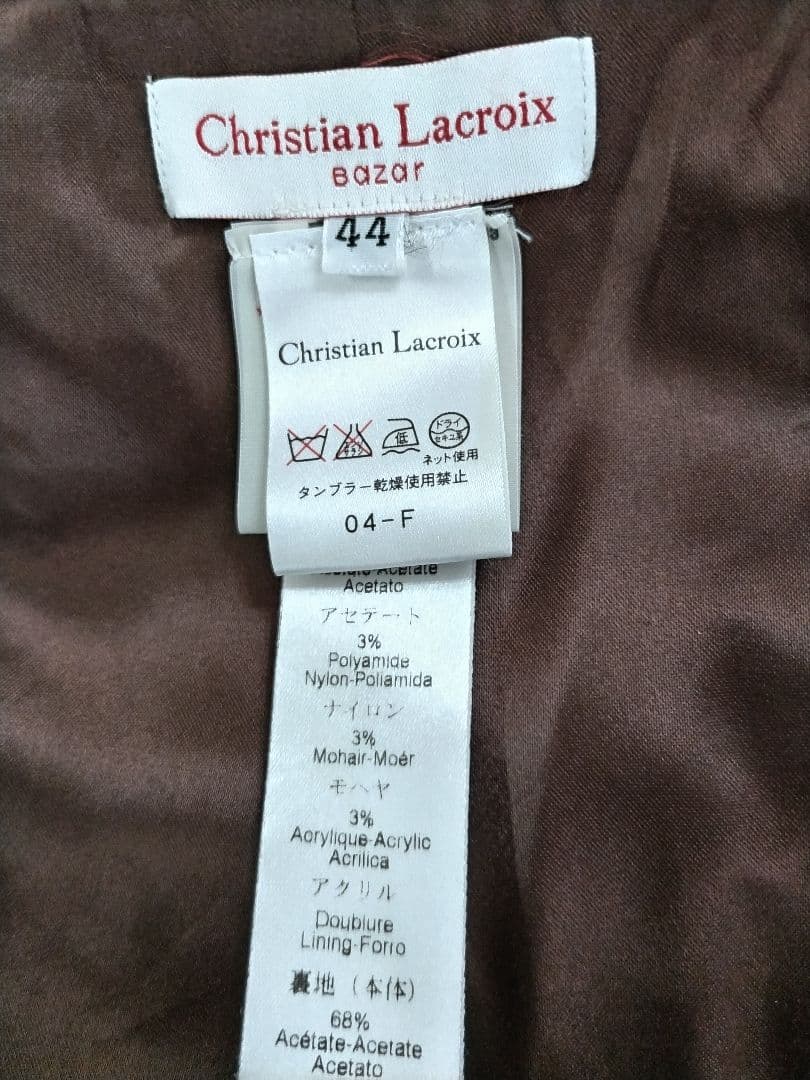 Christian Lacroix
Bazar
44
Christian Lacroix
低
ドライ
セキユ系
ネット使用
タンブラー乾燥使用禁止
04-F
Acetate
Acetato
アセテート
3%
Polyamide
Nylon-Poliamida
ナイロン
3%
Mohair-Moér
モヘヤ
3%
Acrylique-Acrylic
Acrilica
アクリル
Doublure
Lining-Forro
裏地（本体）
68%
Acétate-Acetate
Acetato